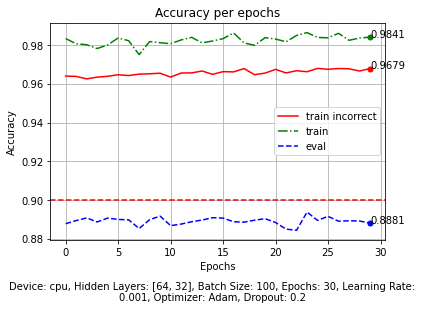 Accuracy per epochs
0.98
0.96
0.94
0.92
0.90
0.88
Accuracy
0.9841
0.9679
0.8881
train incorrect
train
eval
0 5 10 15 20 25 30
Epochs
Device: cpu, Hidden Layers: [64, 32], Batch Size: 100, Epochs: 30, Learning Rate:
0.001, Optimizer: Adam, Dropout: 0.2